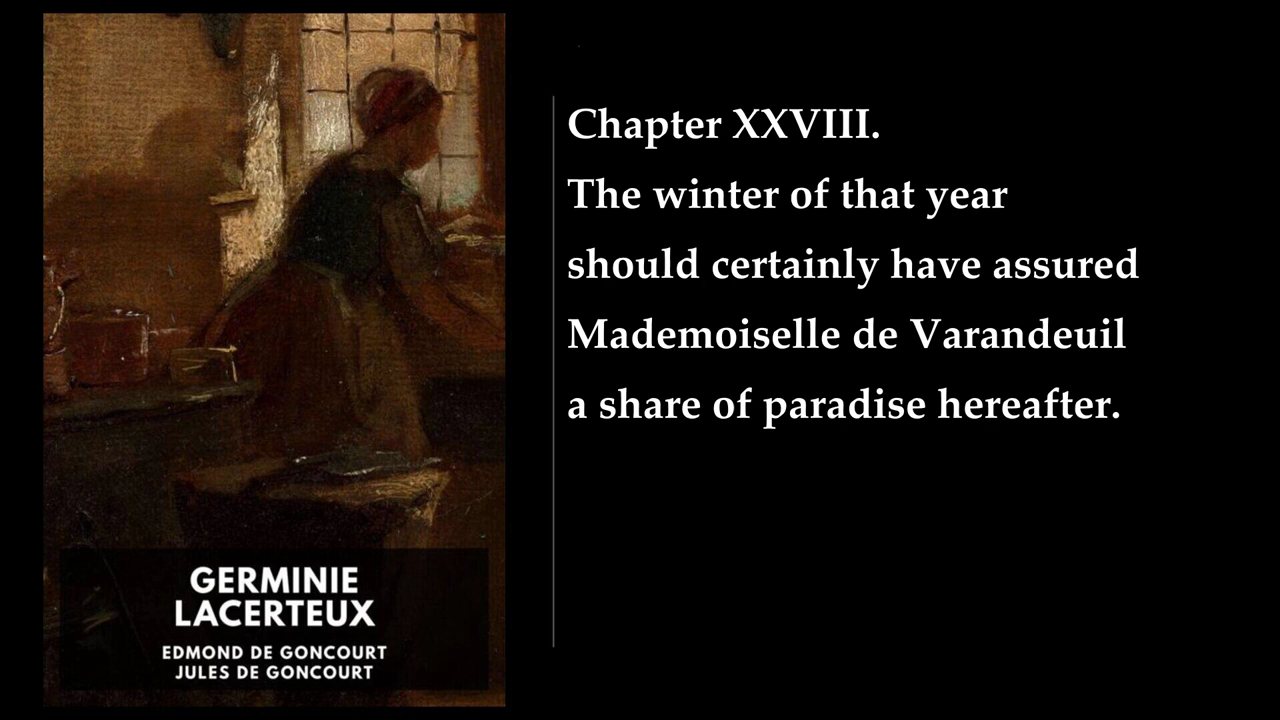 Chapter XXVIII.
The winter of that year
should certainly have assured
Mademoiselle de Varandeuil
a share of paradise hereafter.
GERMINIE
LACERTEUX
EDMOND DE GONCOURT
JULES DE GONCOURT